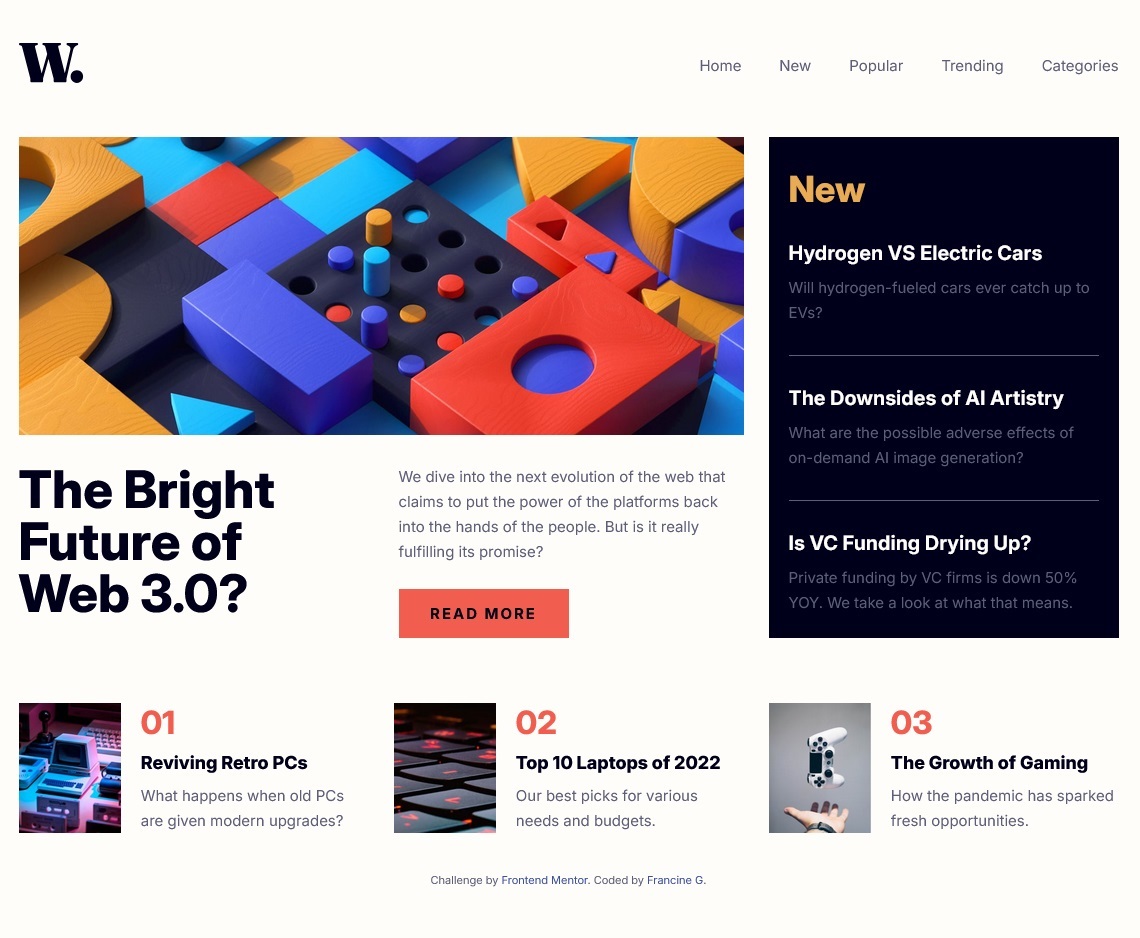 W.
Home New Popular Trending Categories
The Bright
Future of
Web 3.0?
We dive into the next evolution of the web that
claims to put the power of the platforms back
into the hands of the people. But is it really
fulfilling its promise?
READ MORE
New
Hydrogen VS Electric Cars
Will hydrogen-fueled cars ever catch up to
EVs?
The Downsides of AI Artistry
What are the possible adverse effects of
on-demand AI image generation?
Is VC Funding Drying Up?
Private funding by VC firms is down 50%
YOY. We take a look at what that means.
01
Reviving Retro PCs
What happens when old PCs
are given modern upgrades?
02
Top 10 Laptops of 2022
Our best picks for various
needs and budgets.
03
The Growth of Gaming
How the pandemic has sparked
fresh opportunities.
Challenge by Frontend Mentor. Coded by Francine G.